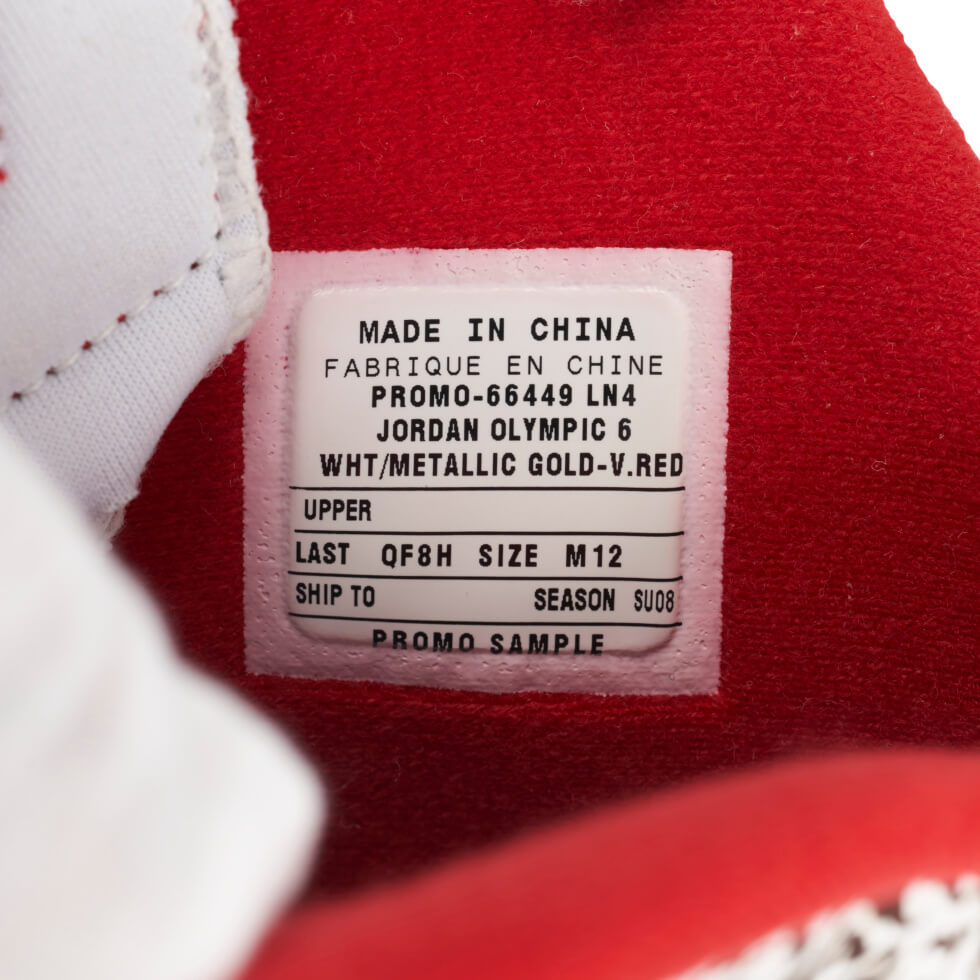 MADE IN CHINA
FABRIQUE EN CHINE
PROMO-66449 LN4
JORDAN OLYMPIC 6
WHT/METALLIC GOLD-V.RED
UPPER
LAST QF8H SIZE M12
SHIP TO SEASON SU08
PROMO SAMPLE